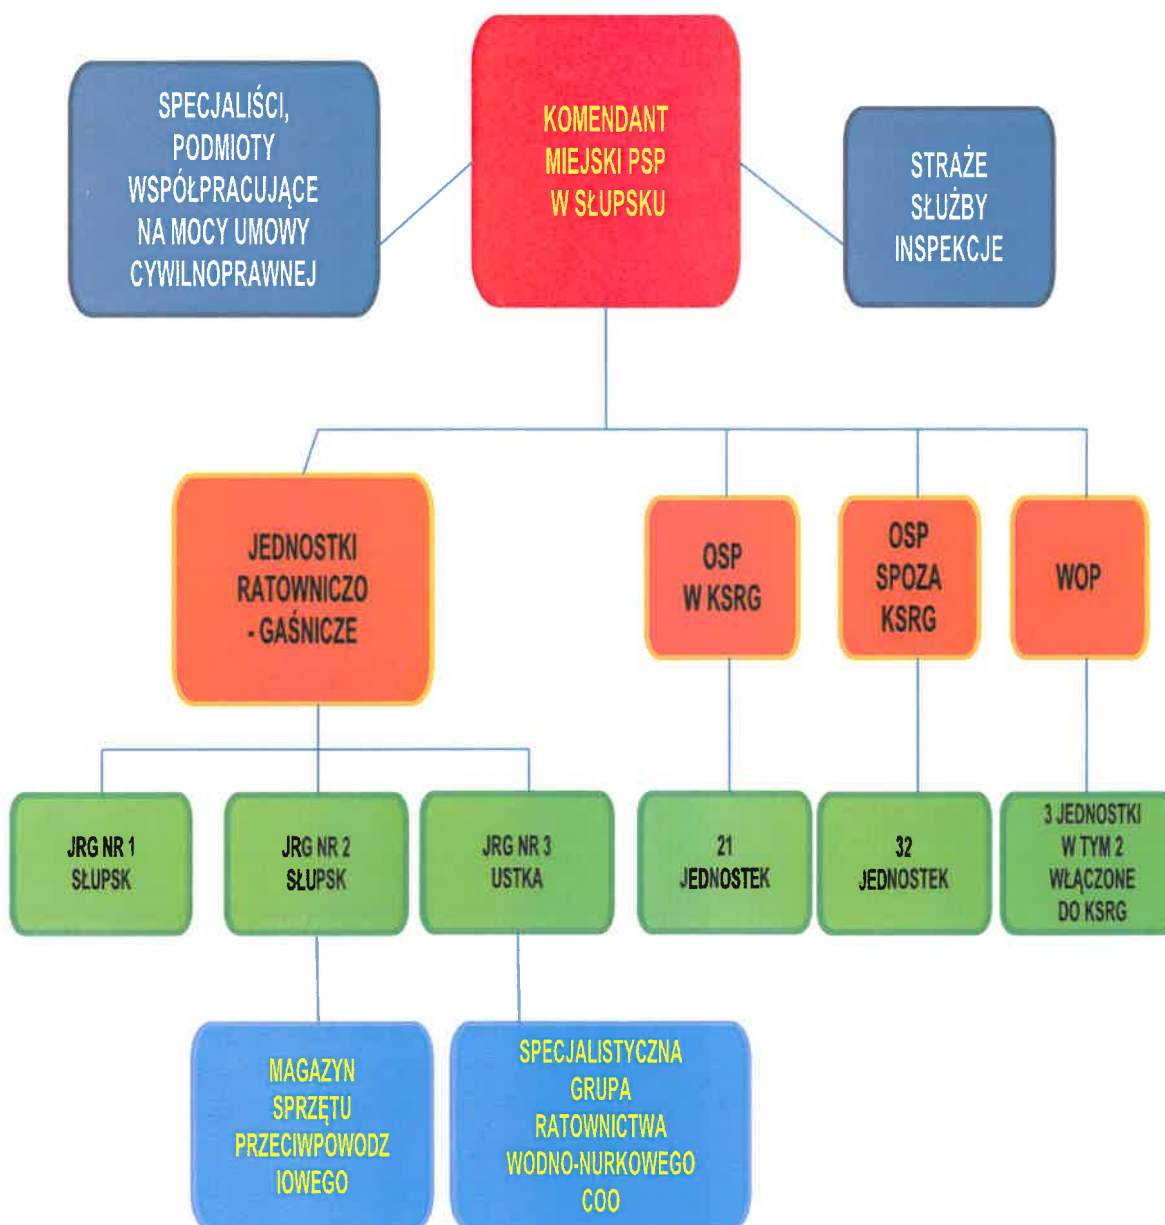 SPECJALIŚCI,
PODMIOTY
WSPÓŁPRACUJĄCE
NA MOCY UMOWY
CYWILNOPRAWNEJ
KOMENDANT
MIEJSKI PSP
W SŁUPSKU
STRAŻE
SŁUŻBY
INSPEKCJE
JEDNOSTKI
RATOWNICZO
- GAŚNICZE
OSP
W KSRG
OSP
SPOZA
KSRG
WOP
JRG NR 1
SŁUPSK
JRG NR 2
SŁUPSK
JRG NR 3
USTKA
21
JEDNOSTEK
32
JEDNOSTEK
3 JEDNOSTKI
W TYM 2
WŁĄCZONE
DO KSRG
MAGAZYN
SPRZĘTU
PRZECIWPOWODZ
IOWEGO
SPECJALISTYCZNA
GRUPA
RATOWNICTWA
WODNO-NURKOWEGO
COO